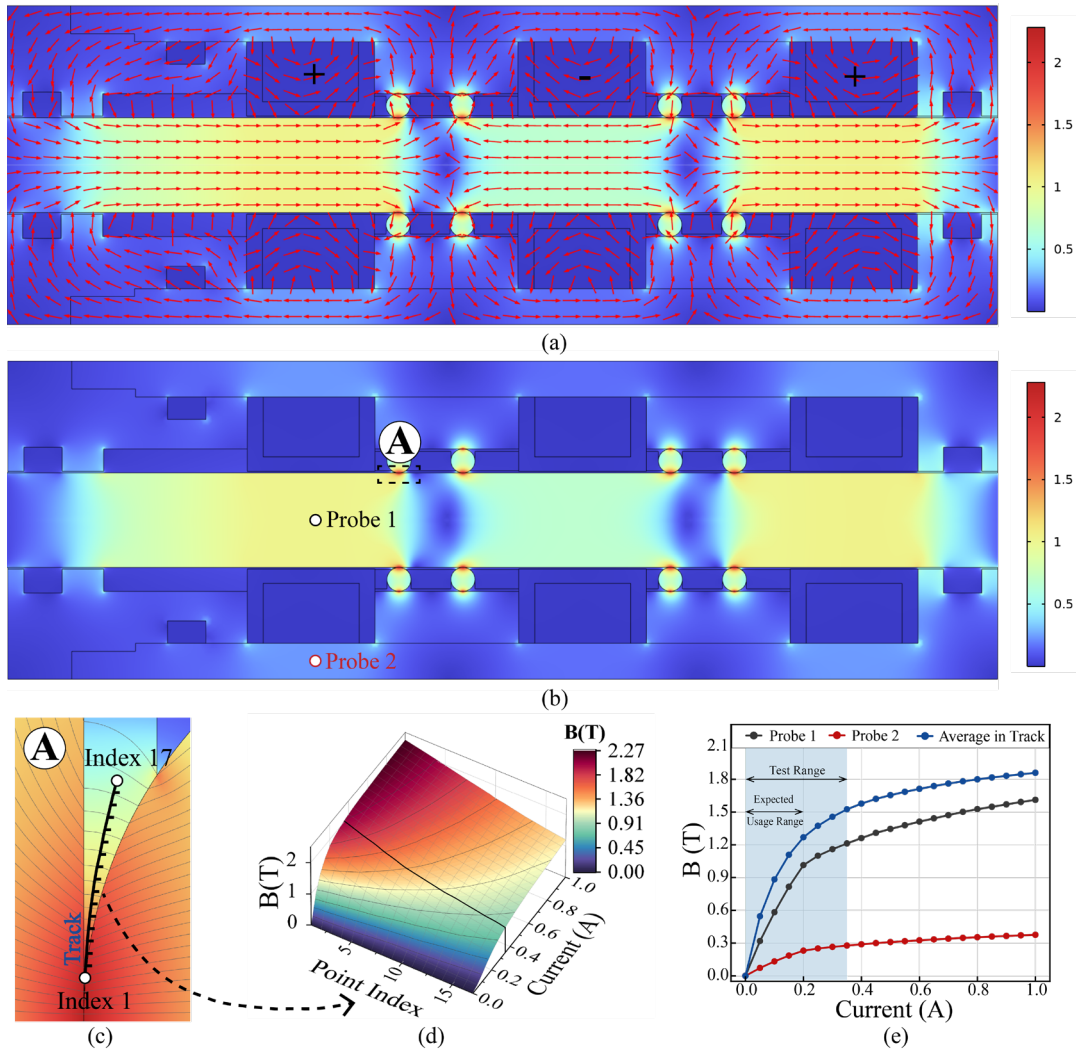 +
-
+
2
1.5
1
0.5
(a)
A
Probe 1
Probe 2
2
1.5
1
0.5
(b)
A
Index 17
Track
Index 1
(c)
B(T)
2.27
1.82
1.36
0.91
0.45
0.00
B(T)
2
1
0
5
10
15
Point Index
0.0
0.2
0.4
0.6
0.8
1.0
Current (A)
(d)
Probe 1 Probe 2 Average in Track
Test Range
Expected
Usage Range
B (T)
2.1
1.8
1.5
1.2
0.9
0.6
0.3
0.0
0.0 0.2 0.4 0.6 0.8 1.0
Current (A)
(e)